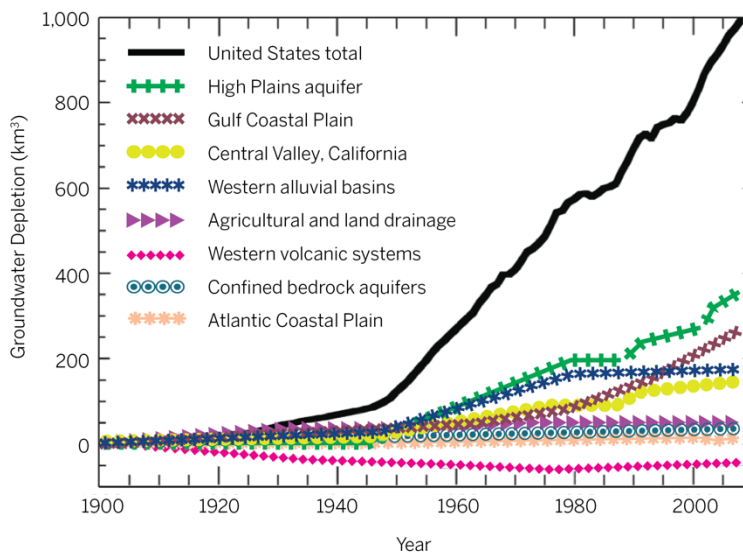 1,000
800
600
400
200
0
Groundwater Depletion (km³)
United States total
High Plains aquifer
Gulf Coastal Plain
Central Valley, California
Western alluvial basins
Agricultural and land drainage
Western volcanic systems
Confined bedrock aquifers
Atlantic Coastal Plain
1900 1920 1940 1960 1980 2000
Year